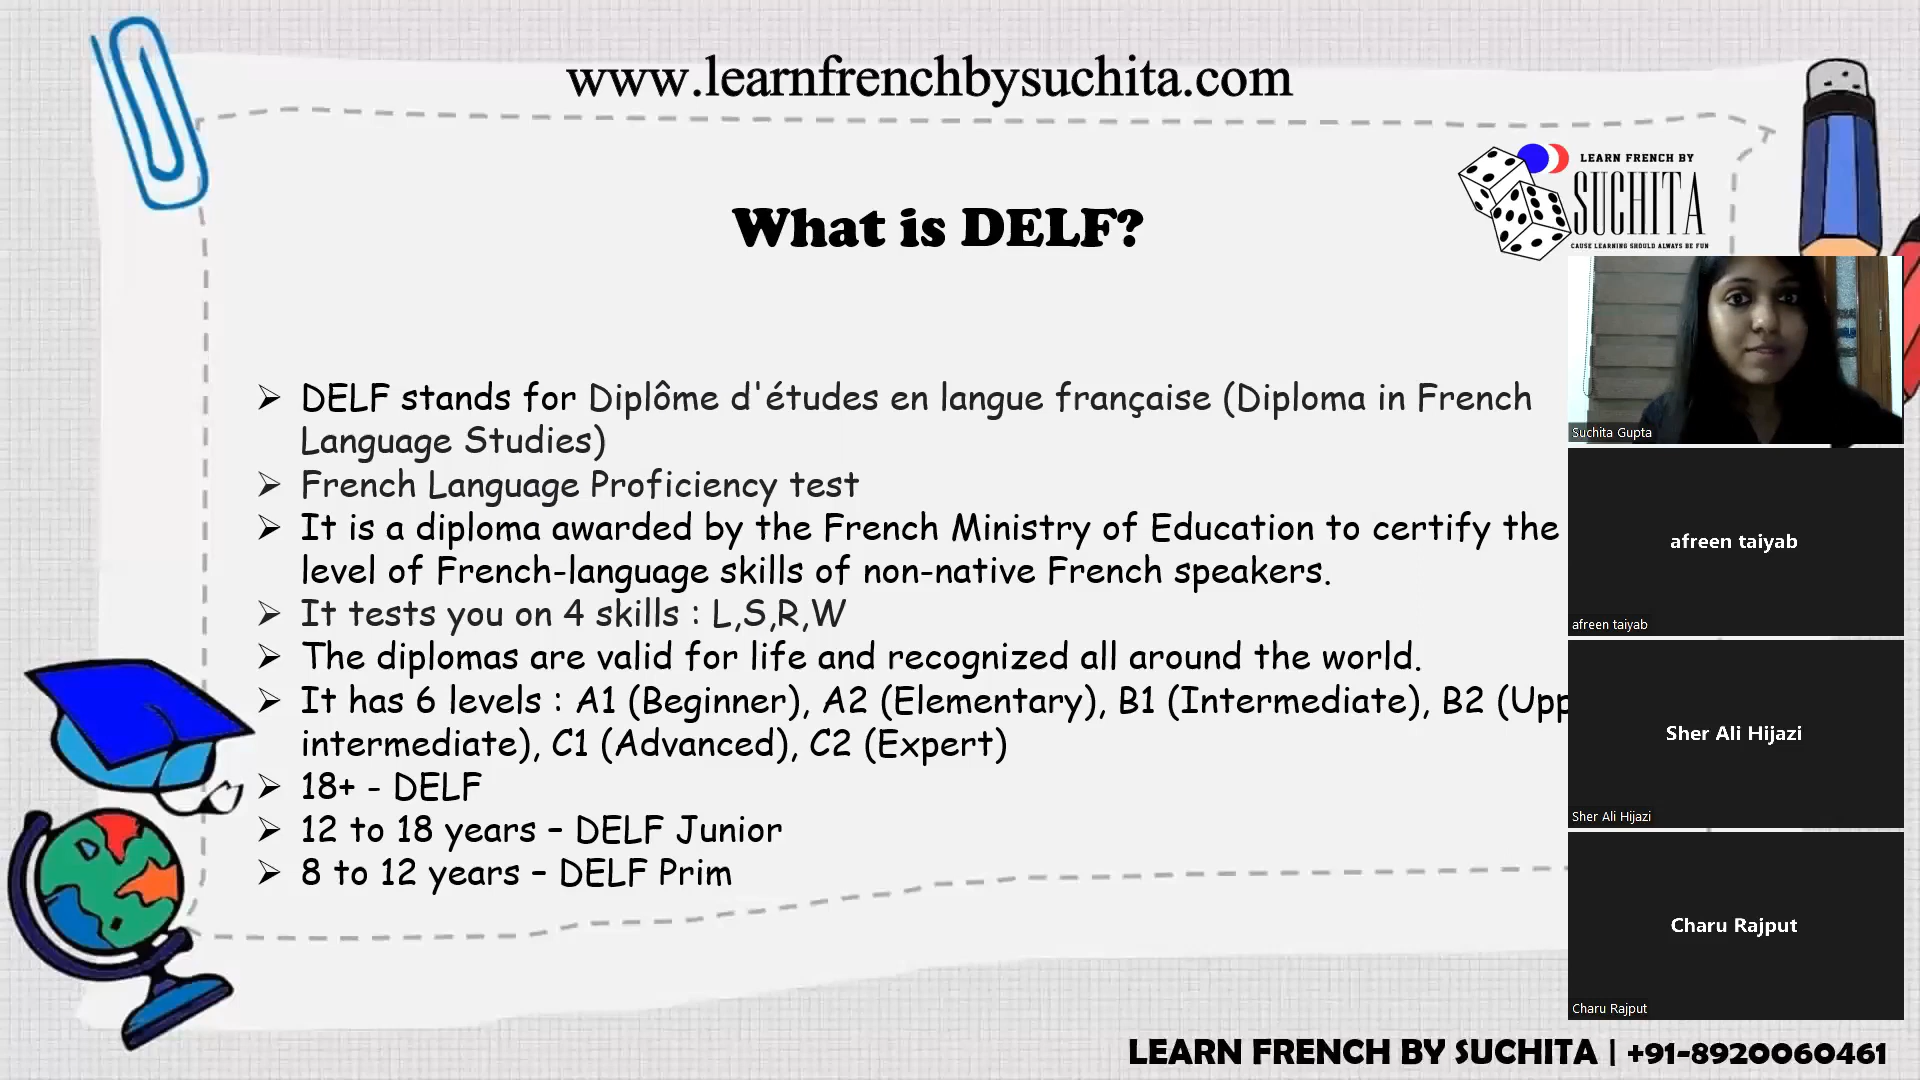 www.learnfrenchbysuchita.com
LEARN FRENCH BY
SUCHITA
CAUSE LEARNING SHOULD ALWAYS BE FUN
What is DELF?
➢ DELF stands for Diplôme d'études en langue française (Diploma in French
Language Studies)
➢ French Language Proficiency test
➢ It is a diploma awarded by the French Ministry of Education to certify the
level of French-language skills of non-native French speakers.
➢ It tests you on 4 skills : L,S,R,W
➢ The diplomas are valid for life and recognized all around the world.
➢ It has 6 levels : A1 (Beginner), A2 (Elementary), B1 (Intermediate), B2 (Upp
intermediate), C1 (Advanced), C2 (Expert)
➢ 18+ - DELF
➢ 12 to 18 years – DELF Junior
➢ 8 to 12 years – DELF Prim
Suchita Gupta
afreen taiyab
afreen taiyab
Sher Ali Hijazi
Sher Ali Hijazi
Charu Rajput
Charu Rajput
LEARN FRENCH BY SUCHITA | +91-8920060461